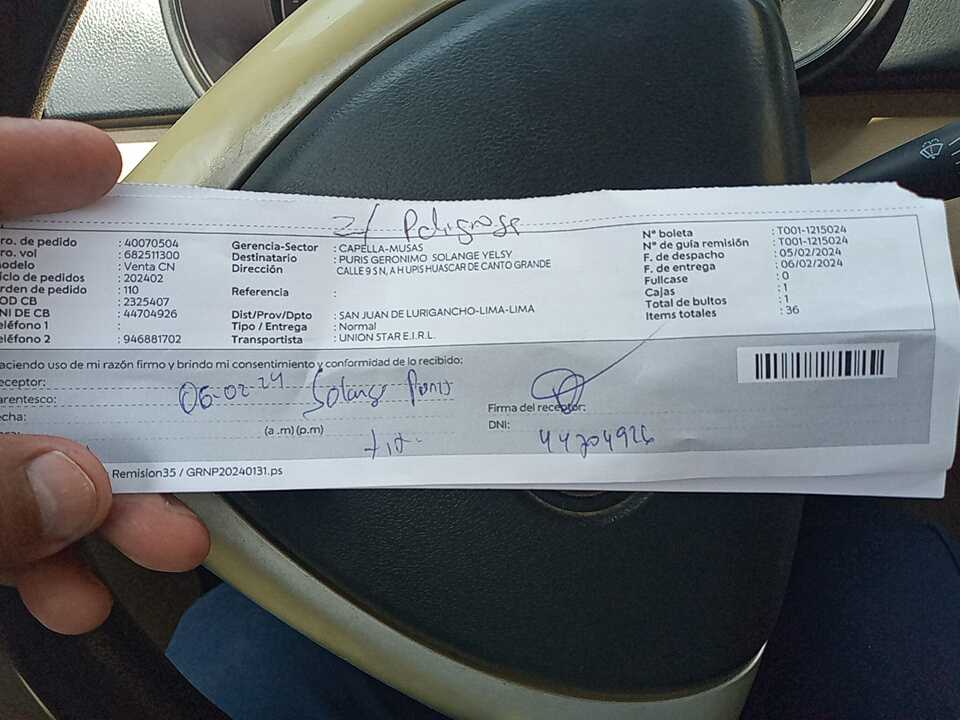 z/ Peligrosa
ro. de pedido : 40070504
ro. vol : 682511300
odelo : Venta CN
iclo de pedidos : 202402
rden de pedido : 110
OD CB : 2325407
NI DE CB : 44704926
eléfono 1 :
eléfono 2 : 946881702
Gerencia-Sector : CAPELLA-MUSAS
Destinatario : PURIS GERONIMO SOLANGE YELSY
Dirección CALLE 9 S N, A H UPIS HUASCAR DE CANTO GRANDE
Referencia :
Dist/Prov/Dpto : SAN JUAN DE LURIGANCHO-LIMA-LIMA
Tipo / Entrega : Normal
Transportista : UNION STAR E.I.R.L.
N° boleta : T001-1215024
N° de guia remisión : T001-1215024
F. de despacho : 05/02/2024
F. de entrega : 06/02/2024
Fullcase : 0
Cajas : 1
Total de bultos : 1
Items totales : 36
aciendo uso de mi razón firmo y brindo mi consentimiento y conformidad de lo recibido:
eceptor:
arentesco: 06-02-24 Solange Puris
echa:
(a .m) (p.m) tit.
Firma del receptor:
DNI: 44704926
Remision35 / GRNP20240131.ps